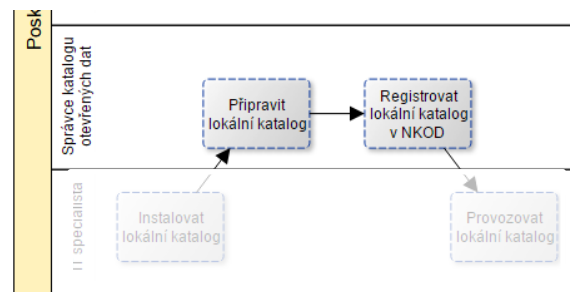 Posk
Správce katalogu
otevřených dat
Připravit
lokální katalog
Registrovat
lokální katalog
v NKOD
IT specialista
Instalovat
lokální katalog
Provozovat
lokální katalog